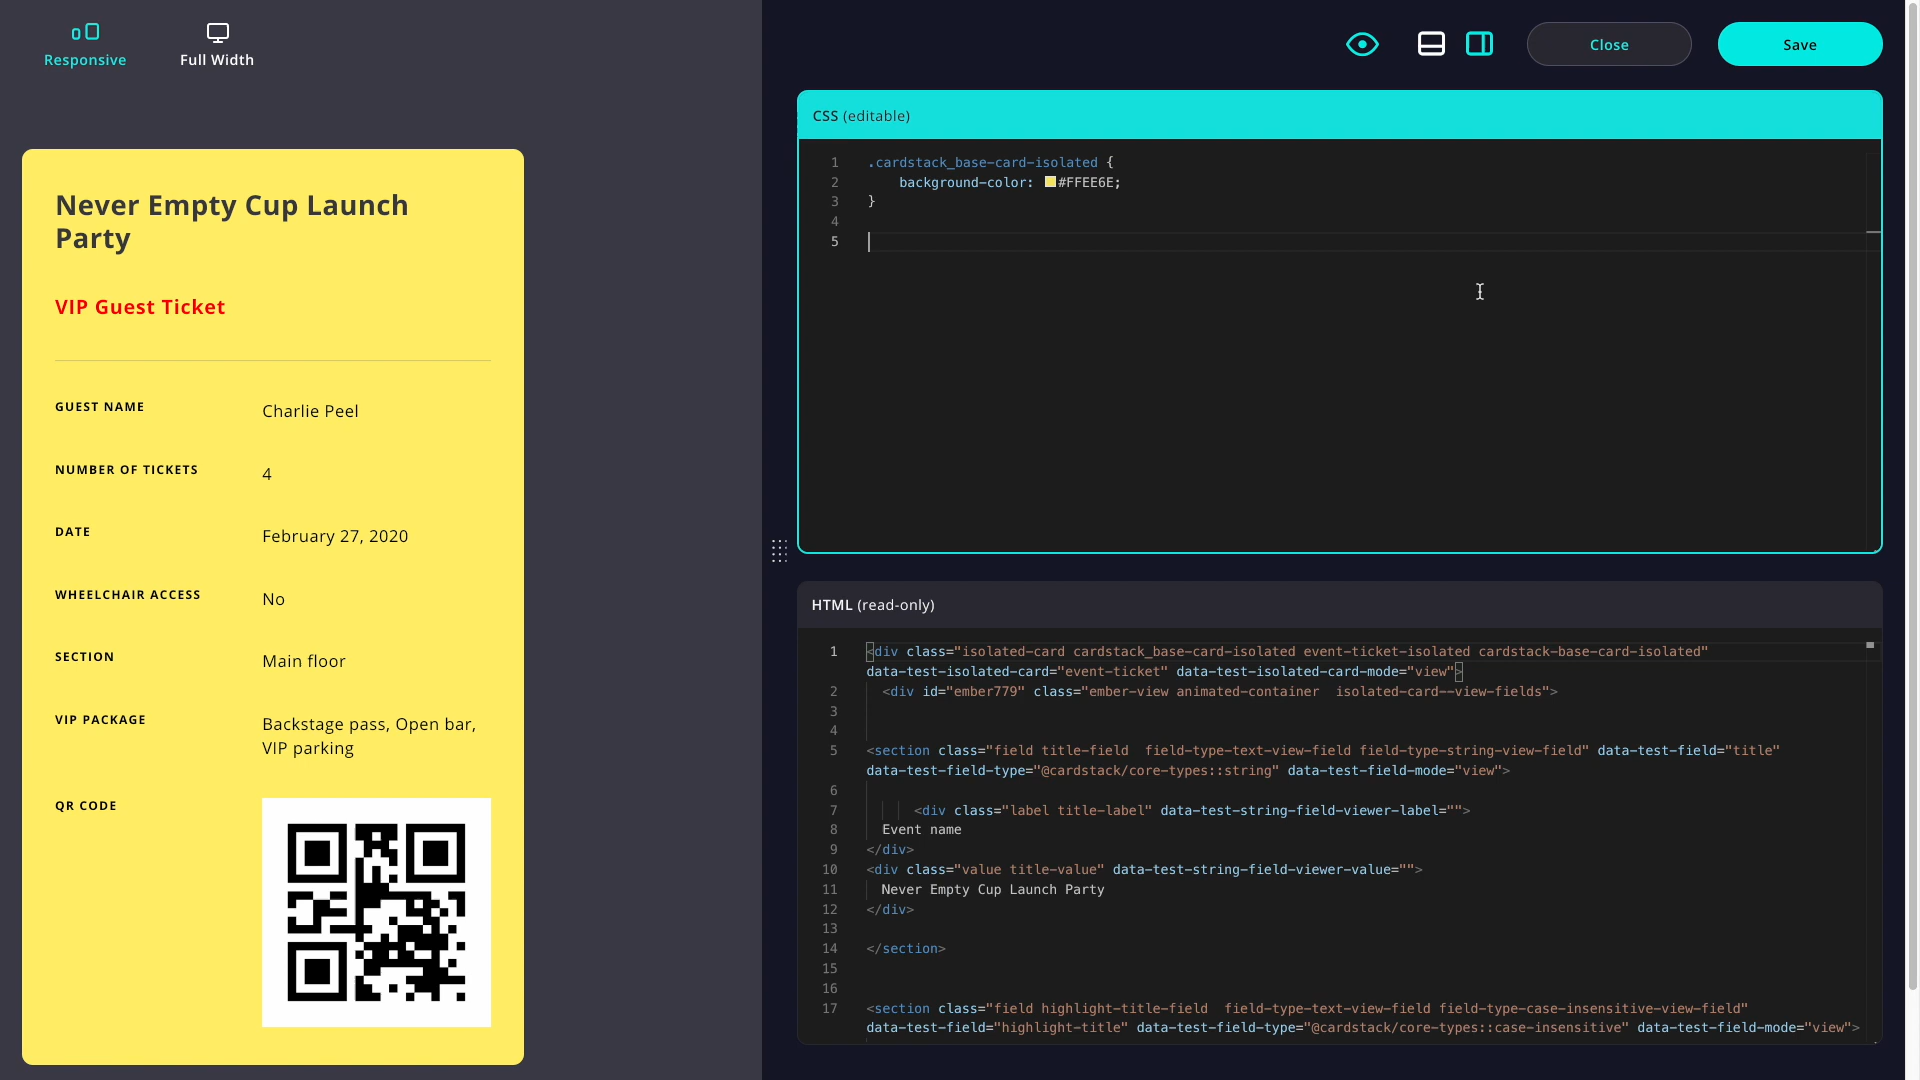 Responsive
Full Width
Close
Save
Never Empty Cup Launch
Party
VIP Guest Ticket
GUEST NAME
Charlie Peel
NUMBER OF TICKETS
4
DATE
February 27, 2020
WHEELCHAIR ACCESS
No
SECTION
Main floor
VIP PACKAGE
Backstage pass, Open bar,
VIP parking
QR CODE
CSS (editable)
1 .cardstack_base-card-isolated {
2 background-color: #FFEE6E;
3 }
4
5
HTML (read-only)
1 <div class="isolated-card cardstack_base-card-isolated event-ticket-isolated cardstack-base-card-isolated"
data-test-isolated-card="event-ticket" data-test-isolated-card-mode="view">
2 <div id="ember779" class="ember-view animated-container  isolated-card--view-fields">
3
4
5 <section class="field title-field  field-type-text-view-field field-type-string-view-field" data-test-field="title"
data-test-field-type="@cardstack/core-types::string" data-test-field-mode="view">
6
7 <div class="label title-label" data-test-string-field-viewer-label="">
8 Event name
9 </div>
10 <div class="value title-value" data-test-string-field-viewer-value="">
11 Never Empty Cup Launch Party
12 </div>
13
14 </section>
15
16
17 <section class="field highlight-title-field  field-type-text-view-field field-type-case-insensitive-view-field"
data-test-field="highlight-title" data-test-field-type="@cardstack/core-types::case-insensitive" data-test-field-mode="view">